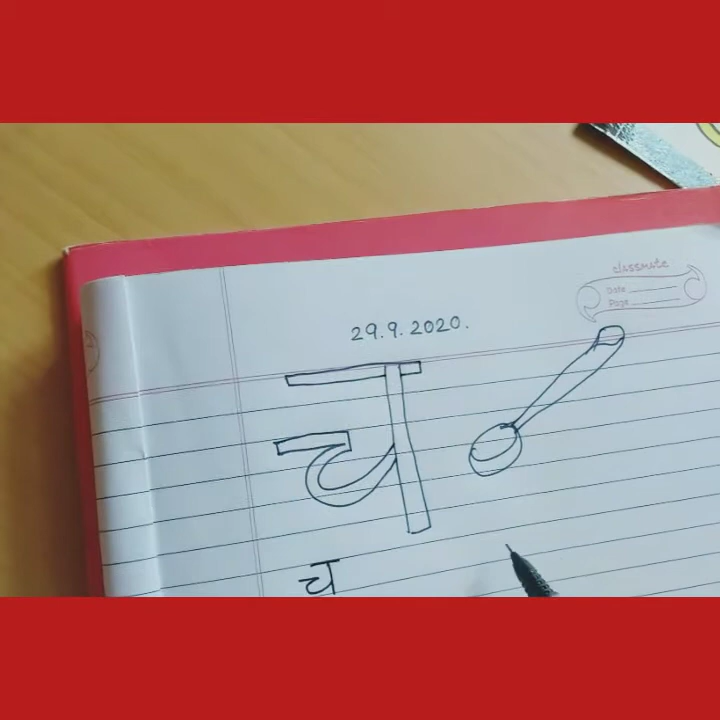 classmate
Date
Page
29.9.2020.
च
च